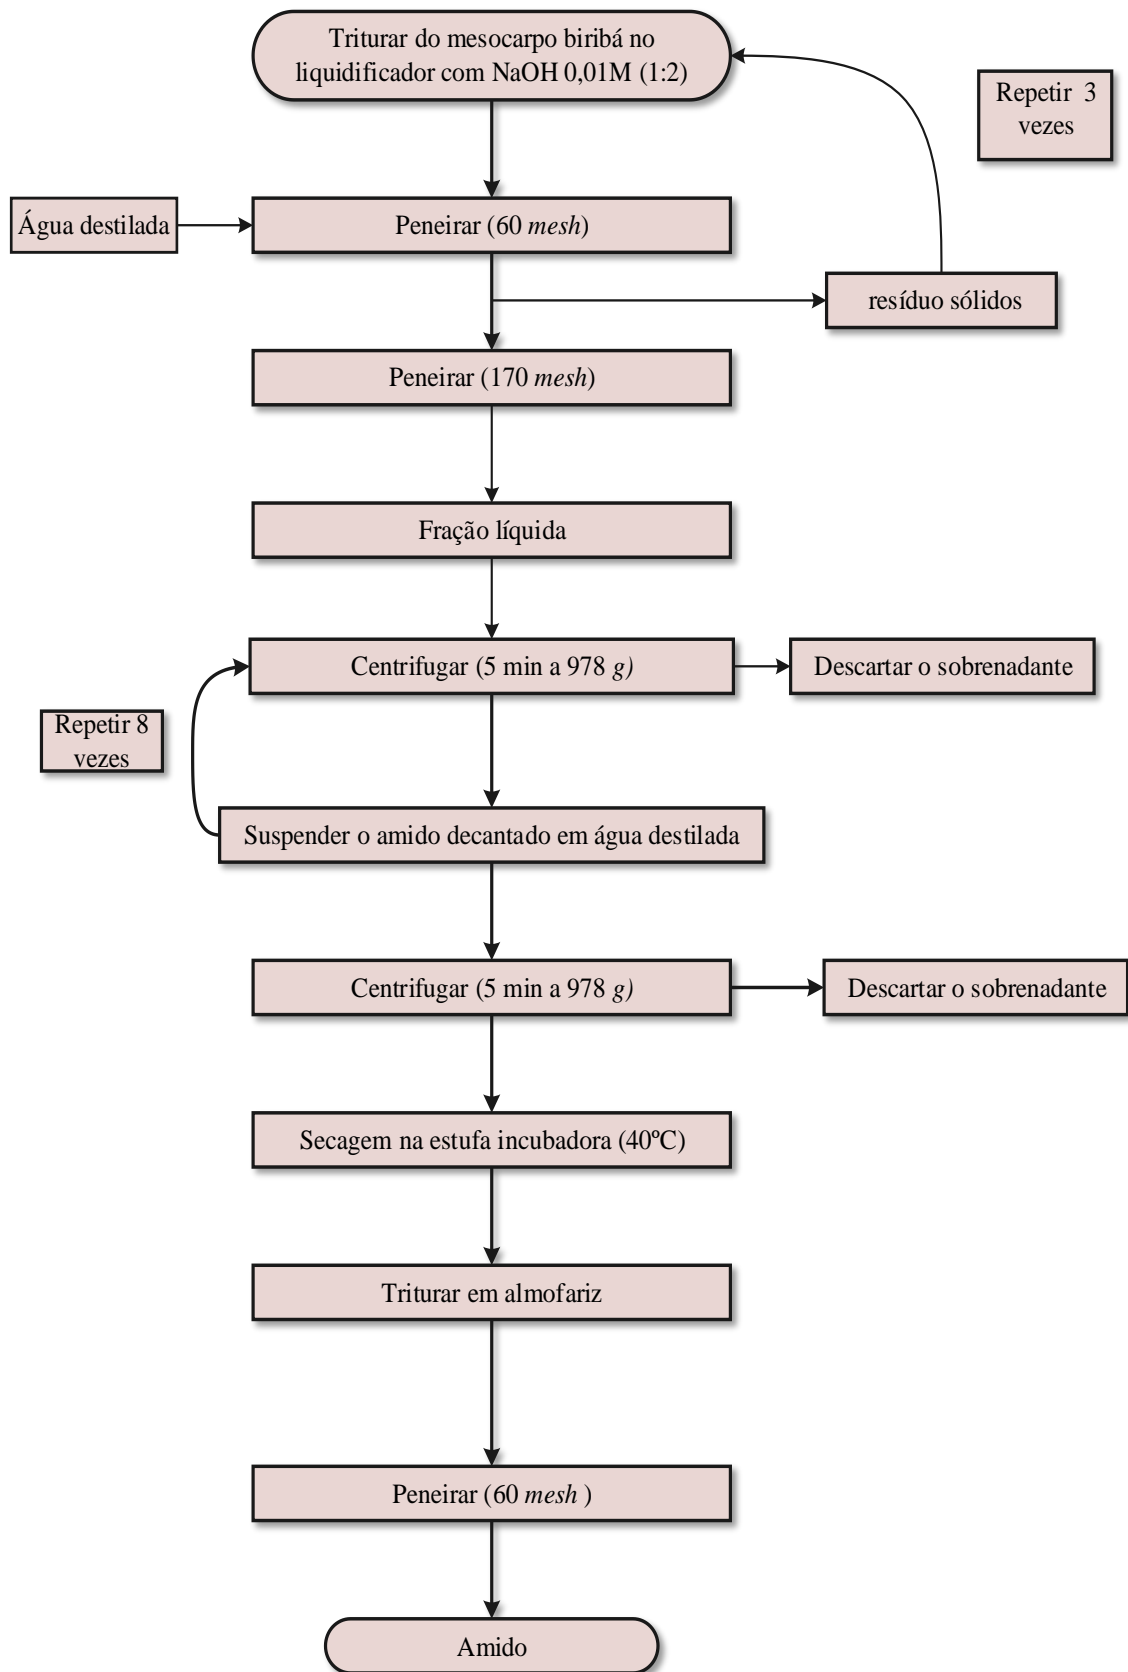 Triturar do mesocarpo biribá no
liquidificador com NaOH 0,01M (1:2)
Repetir 3
vezes
Água destilada
Peneirar (60 mesh)
resíduo sólidos
Peneirar (170 mesh)
Fração líquida
Centrifugar (5 min a 978 g)
Descartar o sobrenadante
Repetir 8
vezes
Suspender o amido decantado em água destilada
Centrifugar (5 min a 978 g)
Descartar o sobrenadante
Secagem na estufa incubadora (40ºC)
Triturar em almofariz
Peneirar (60 mesh )
Amido